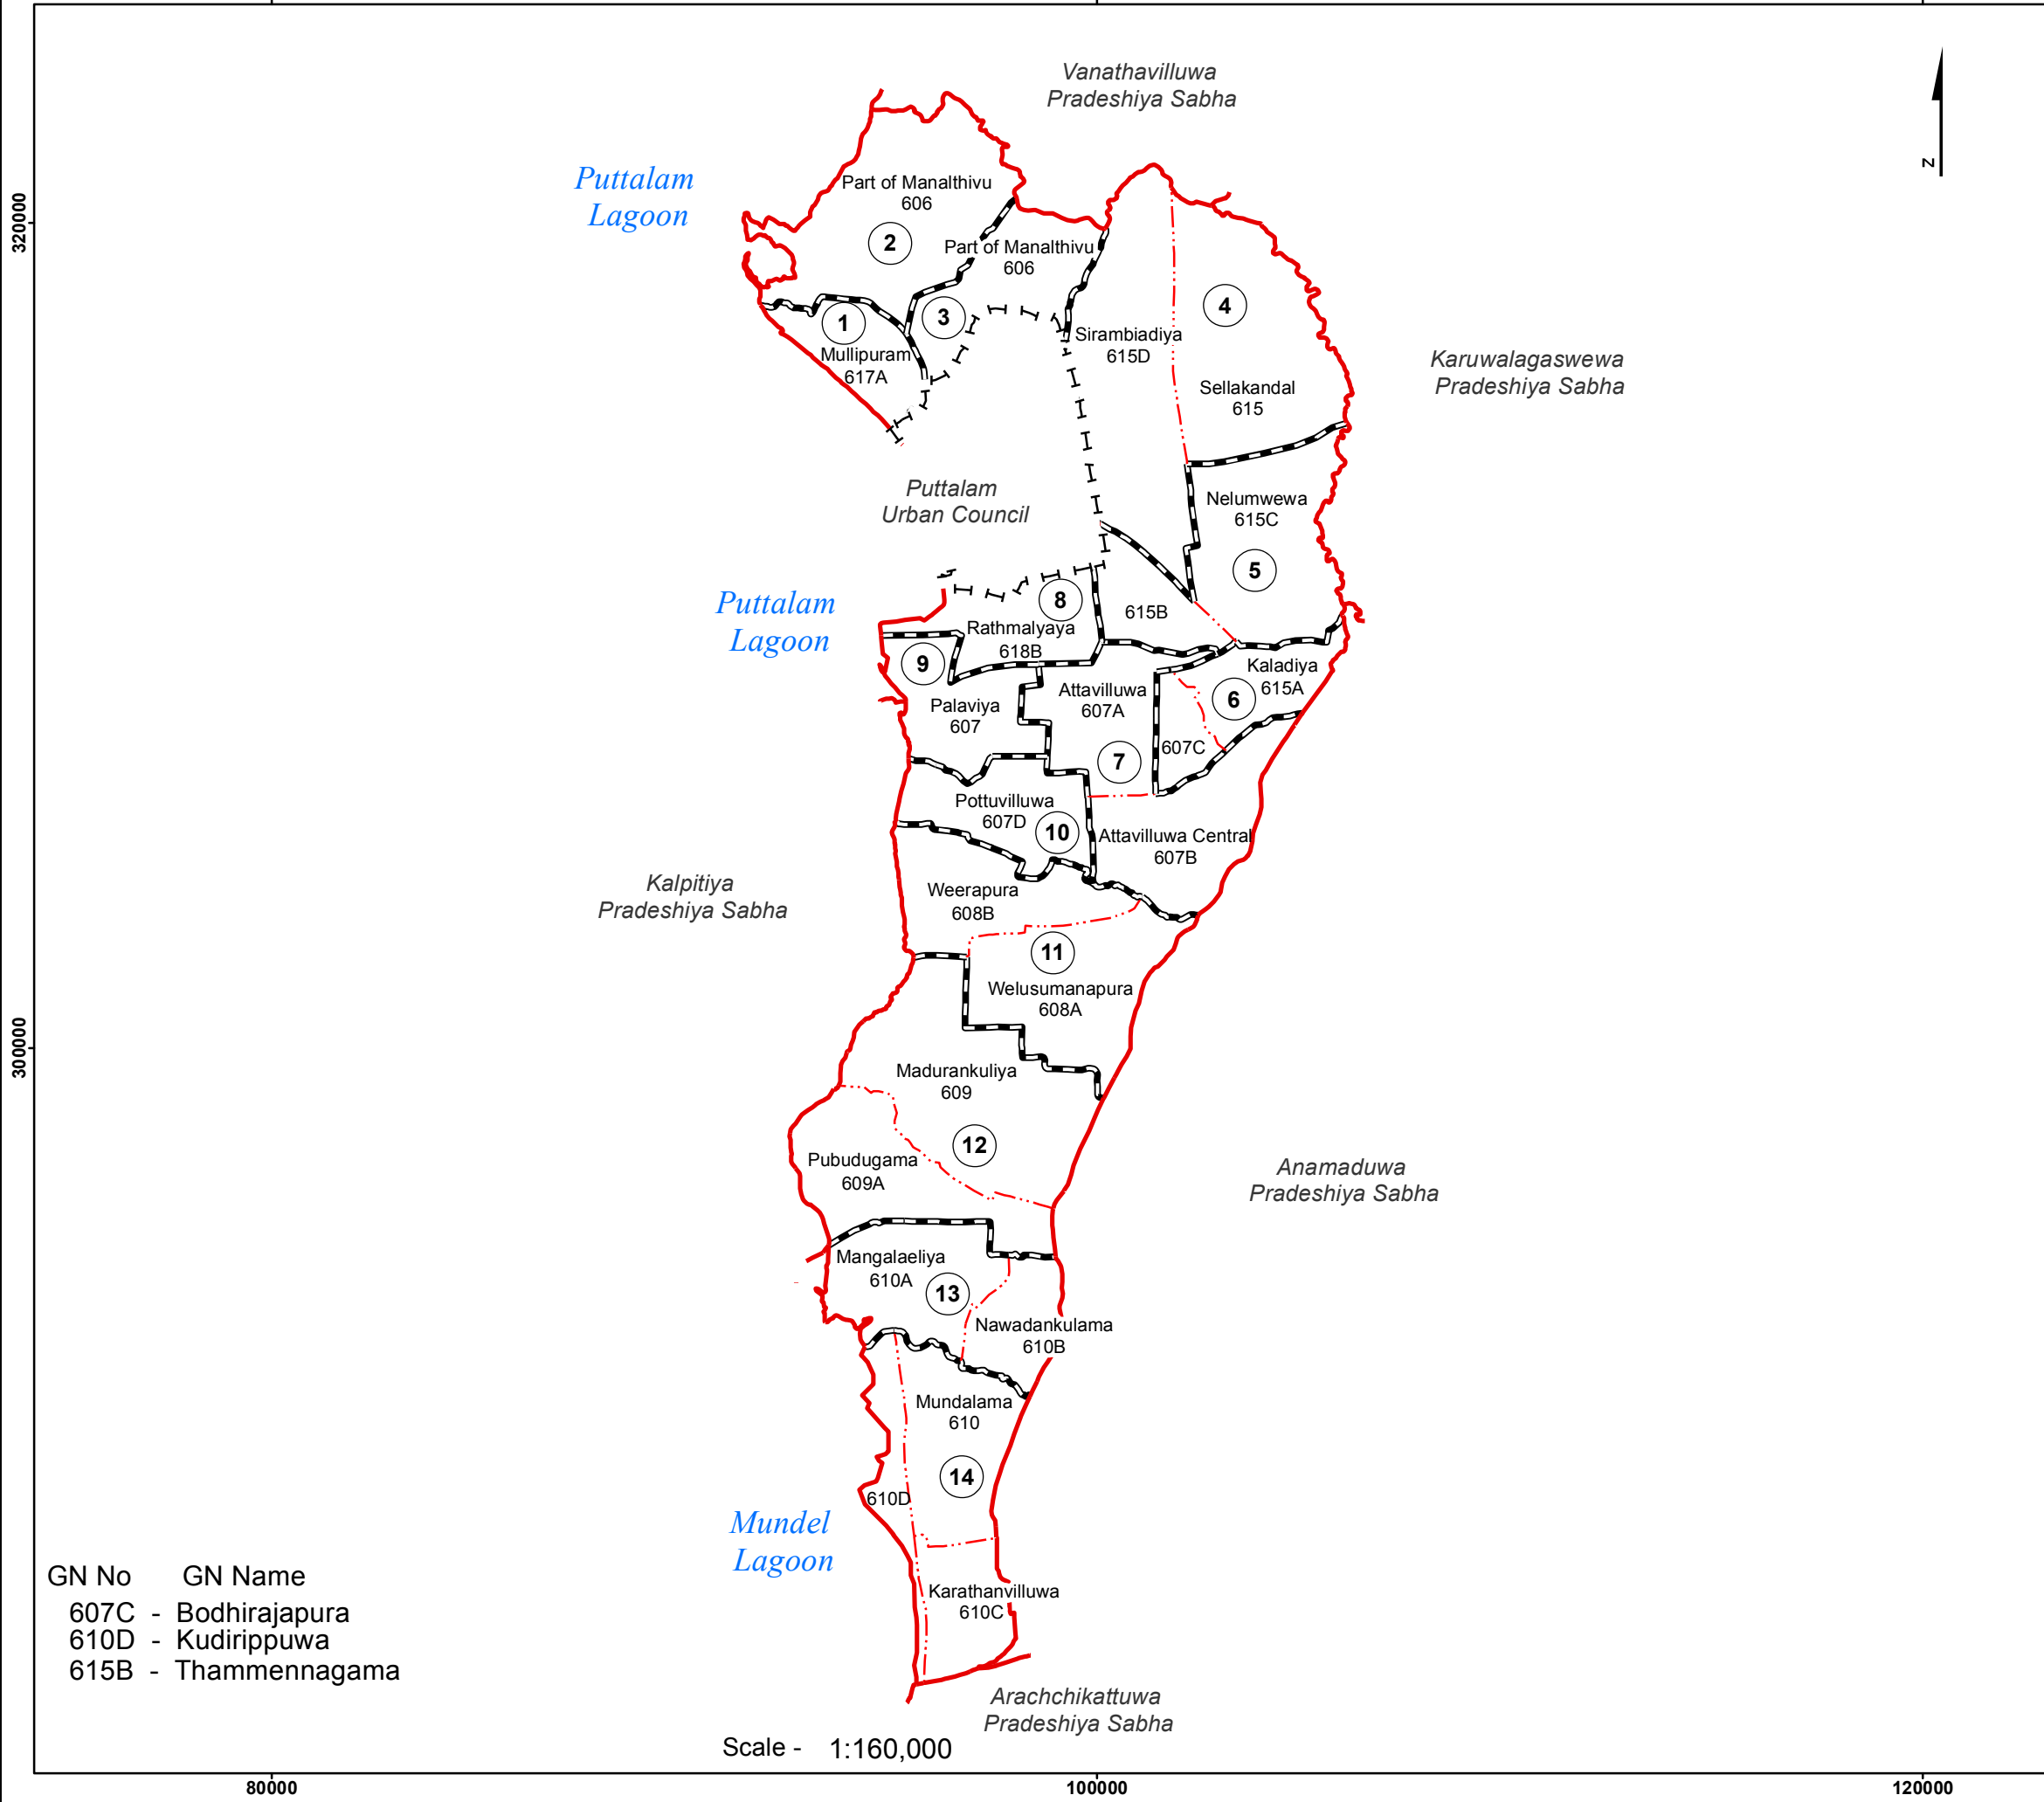 Vanathavilluwa
Pradeshiya Sabha
N
Puttalam
Lagoon
320000
Part of Manalthivu
606
2
Part of Manalthivu
606
3
1
Mullipuram
617A
4
Sirambiadiya
615D
Sellakandal
615
Karuwalagaswewa
Pradeshiya Sabha
Puttalam
Urban Council
Nelumwewa
615C
5
Puttalam
Lagoon
8
615B
Rathmalyaya
618B
9
Kaladiya
615A
6
Attavilluwa
607A
Palaviya
607
607C
7
Pottuvilluwa
607D
10
Attavilluwa Central
607B
Kalpitiya
Pradeshiya Sabha
Weerapura
608B
11
Welusumanapura
608A
300000
Madurankuliya
609
12
Pubudugama
609A
Anamaduwa
Pradeshiya Sabha
Mangalaeliya
610A
13
Nawadankulama
610B
Mundalama
610
14
610D
Mundel
Lagoon
Karathanvilluwa
610C
GN No GN Name
607C - Bodhirajapura
610D - Kudirippuwa
615B - Thammennagama
Arachchikattuwa
Pradeshiya Sabha
Scale - 1:160,000
80000
100000
120000